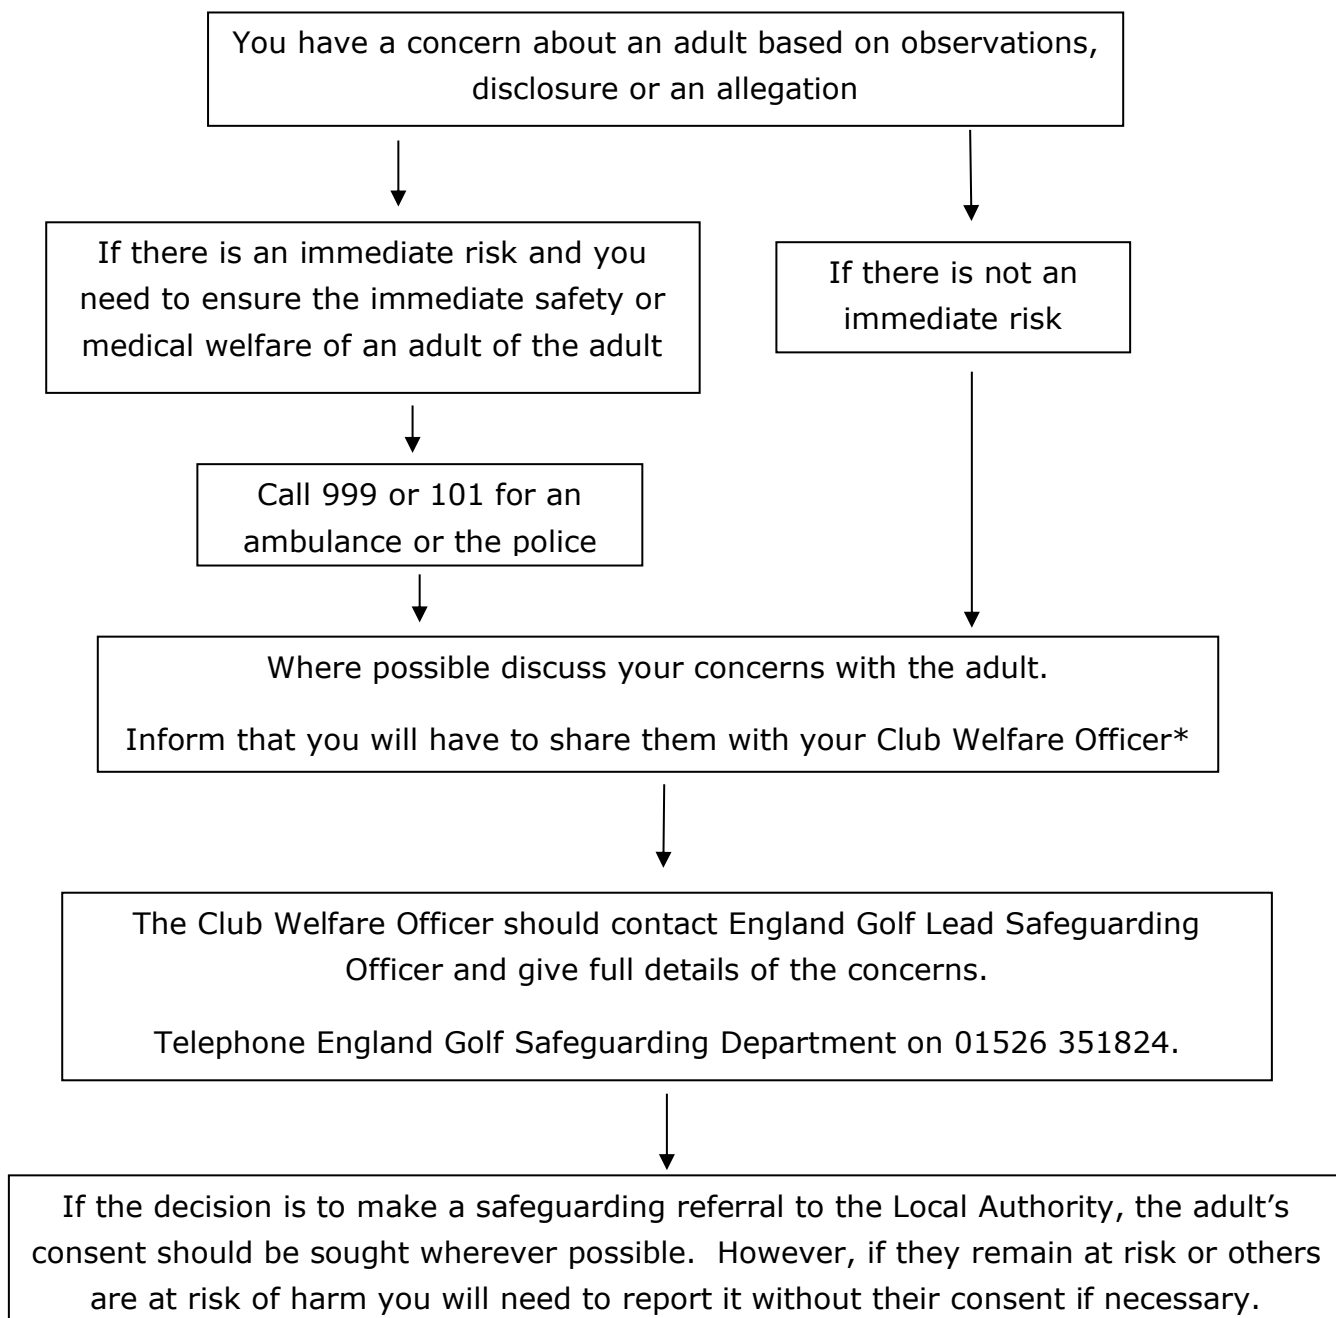 You have a concern about an adult based on observations,
disclosure or an allegation
If there is an immediate risk and you
need to ensure the immediate safety or
medical welfare of an adult of the adult
If there is not an
immediate risk
Call 999 or 101 for an
ambulance or the police
Where possible discuss your concerns with the adult.
Inform that you will have to share them with your Club Welfare Officer*
The Club Welfare Officer should contact England Golf Lead Safeguarding
Officer and give full details of the concerns.
Telephone England Golf Safeguarding Department on 01526 351824.
If the decision is to make a safeguarding referral to the Local Authority, the adult’s
consent should be sought wherever possible.  However, if they remain at risk or others
are at risk of harm you will need to report it without their consent if necessary.